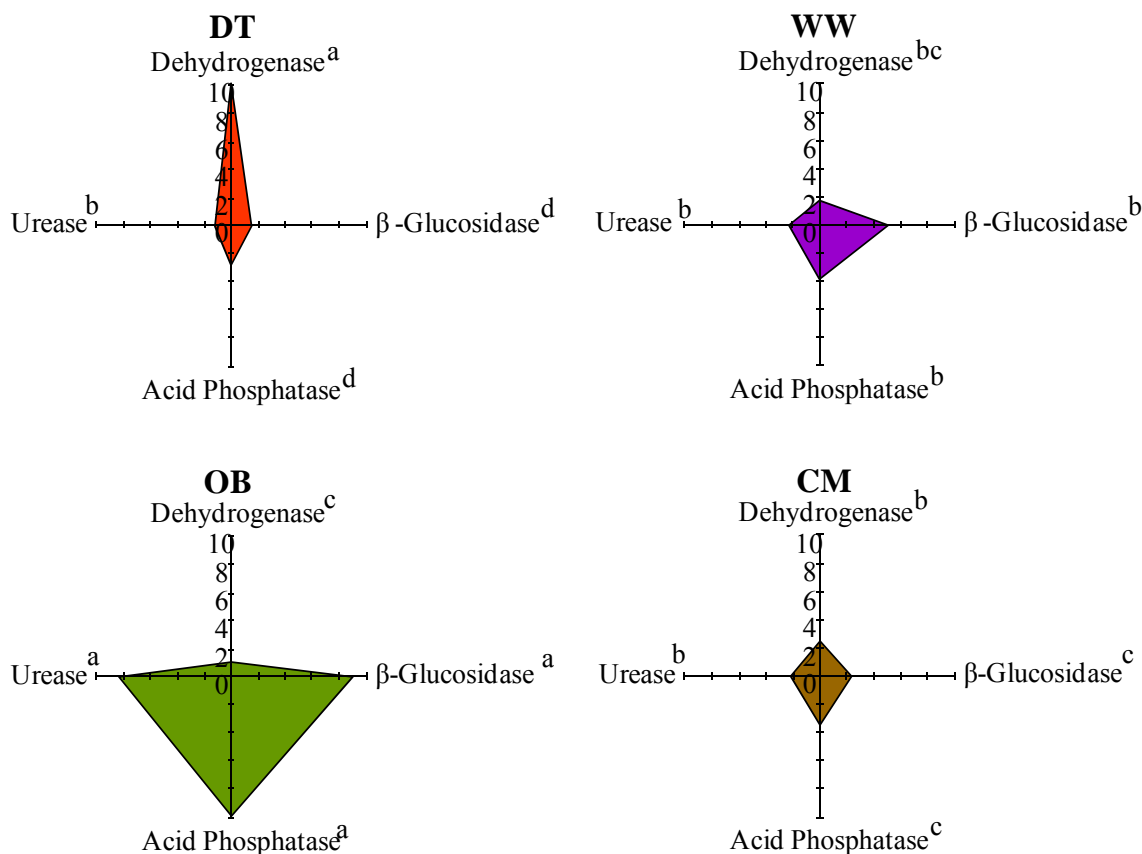 DT
Dehydrogenase a
10
8
6
4
2
0
Urease b
β -Glucosidase d
Acid Phosphatase d
WW
Dehydrogenase bc
10
8
6
4
2
0
Urease b
β -Glucosidase b
Acid Phosphatase b
OB
Dehydrogenase c
10
8
6
4
2
0
Urease a
β-Glucosidase a
Acid Phosphatase a
CM
Dehydrogenase b
10
8
6
4
2
0
Urease b
β-Glucosidase c
Acid Phosphatase c